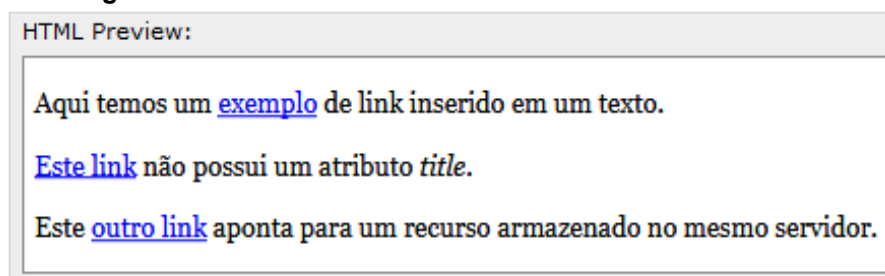 HTML Preview:
Aqui temos um exemplo de link inserido em um texto.
Este link não possui um atributo title.
Este outro link aponta para um recurso armazenado no mesmo servidor.